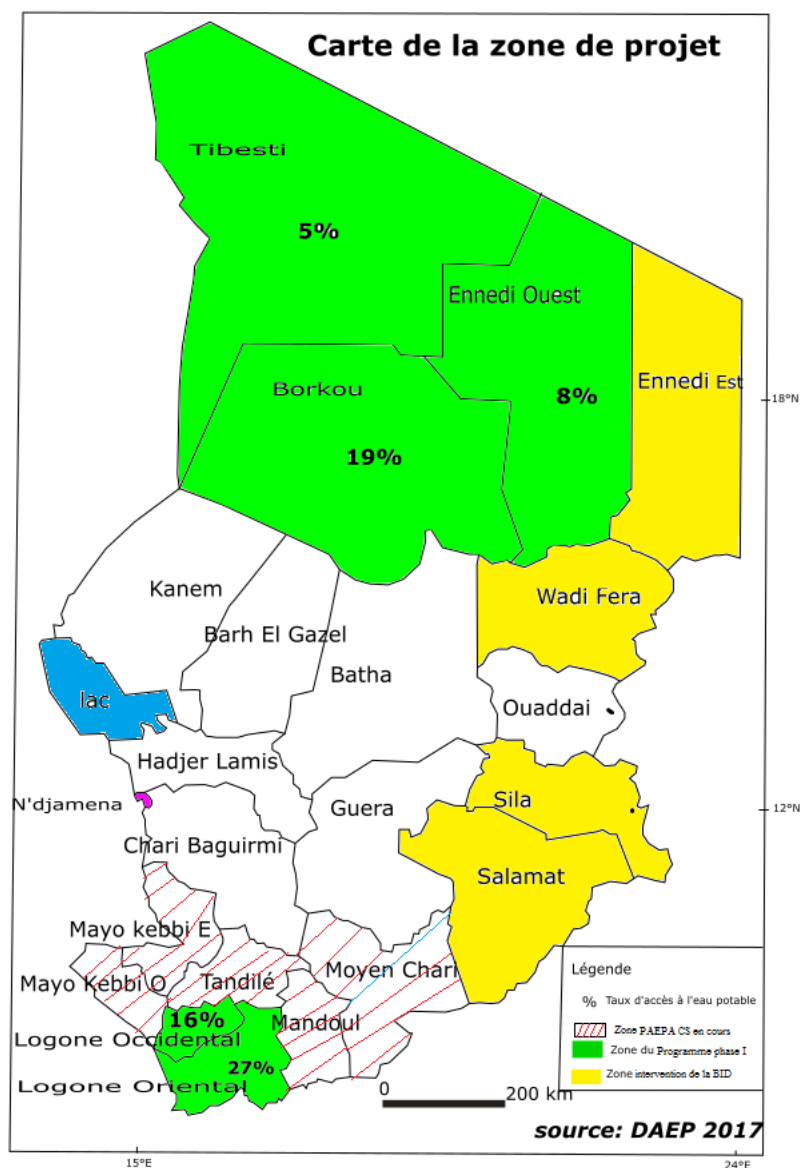 Carte de la zone de projet
Tibesti
5%
Ennedi Ouest
Ennedi Est
Borkou
8%
18°N
19%
Kanem
Wadi Fera
Barh El Gazel
Batha
lac
Ouaddai
Hadjer Lamis
Sila
N'djamena
Guera
12°N
Chari Baguirmi
Salamat
Mayo kebbi E
Moyen Chari
Mayo Kebbi O
Tandilé
16%
Mandoul
Logone Occidental
27%
Logone Oriental
Légende
% Taux d'accès à l'eau potable
Zone PAEPA CS en cours
Zone du Programme phase I
Zone intervention de la BID
0 200 km
source: DAEP 2017
15°E
24°E